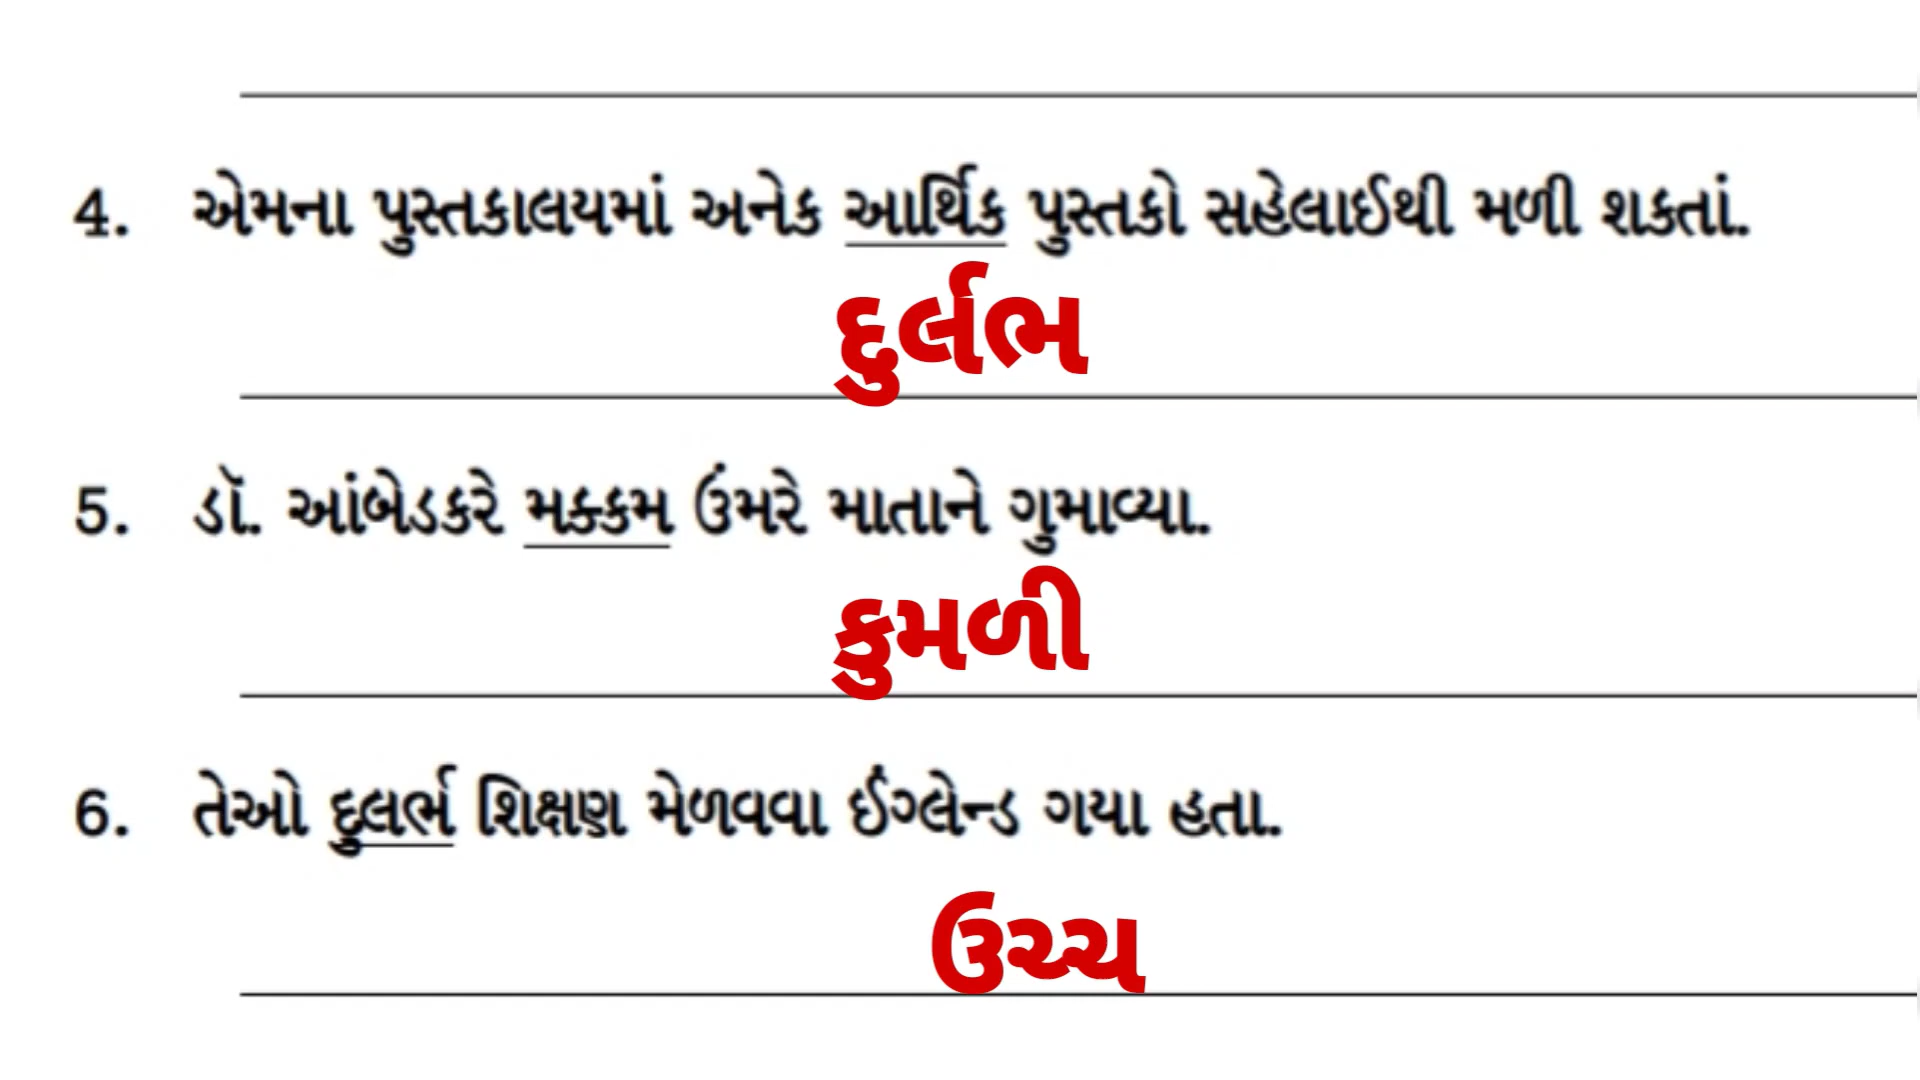 4. એમના પુસ્તકાલયમાં અનેક આર્થિક પુસ્તકો સહેલાઈથી મળી શકતાં.
દુર્લભ
5. ડૉ. આંબેડકરે મક્કમ ઉંમરે માતાને ગુમાવ્યા.
કુમળી
6. તેઓ દુલર્ભ શિક્ષણ મેળવવા ઈંગ્લેન્ડ ગયા હતા.
ઉચ્ચ